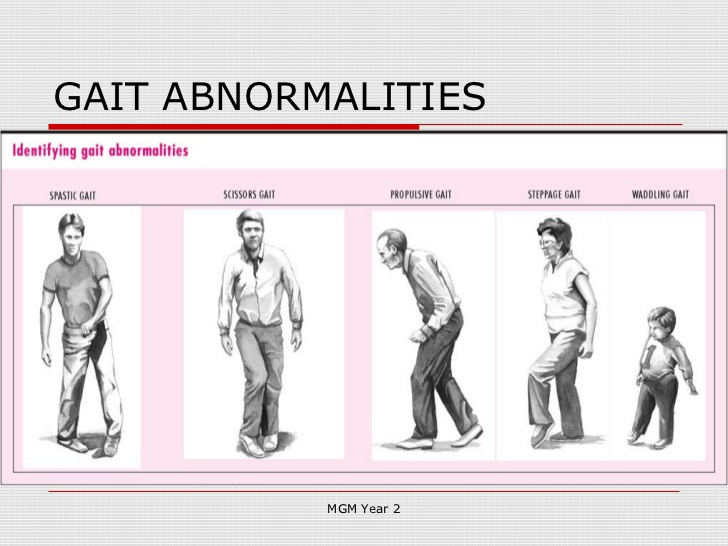 GAIT ABNORMALITIES
Identifying gait abnormalities
SPASTIC GAIT
SCISSORS GAIT
PROPULSIVE GAIT
STEPPAGE GAIT
WADDLING GAIT
MGM Year 2